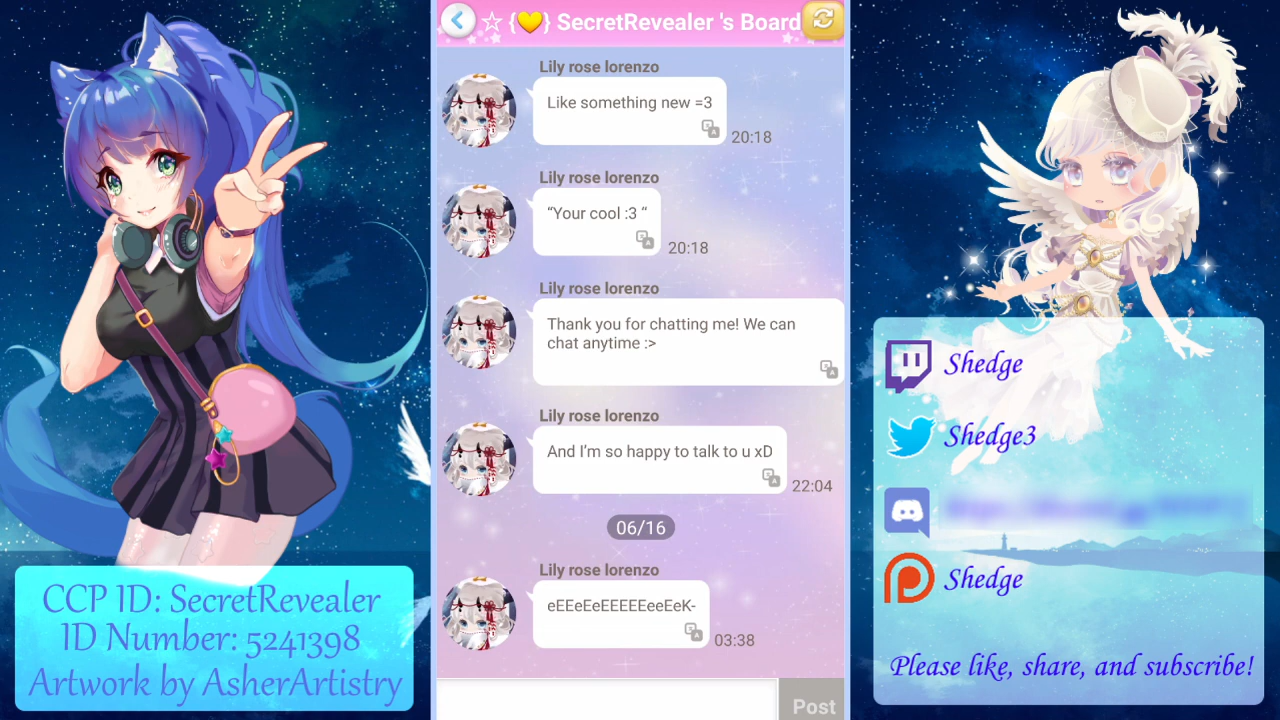 ☆ {💛} SecretRevealer 's Board
Lily rose lorenzo
Like something new =3
20:18
Lily rose lorenzo
“Your cool :3 “
20:18
Lily rose lorenzo
Thank you for chatting me! We can
chat anytime :>
Lily rose lorenzo
And I'm so happy to talk to u xD
22:04
06/16
Lily rose lorenzo
eEEeEeEEEEEeeEeK-
03:38
Post
CCP ID: SecretRevealer
ID Number: 5241398
Artwork by AsherArtistry
Shedge
Shedge3
Shedge
Please like, share, and subscribe!